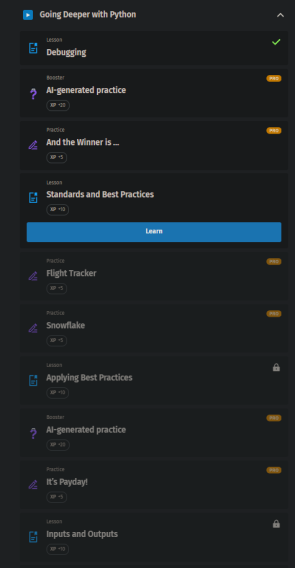 Going Deeper with Python
Lesson
Debugging
Booster
PRO
AI-generated practice
XP +20
Practice
PRO
And the Winner is ...
XP +5
Lesson
Standards and Best Practices
XP +10
Learn
Practice
PRO
Flight Tracker
XP +5
Practice
PRO
Snowflake
XP +5
Lesson
Applying Best Practices
XP +10
Booster
PRO
AI-generated practice
XP +20
Practice
PRO
It's Payday!
XP +5
Lesson
Inputs and Outputs
XP +10